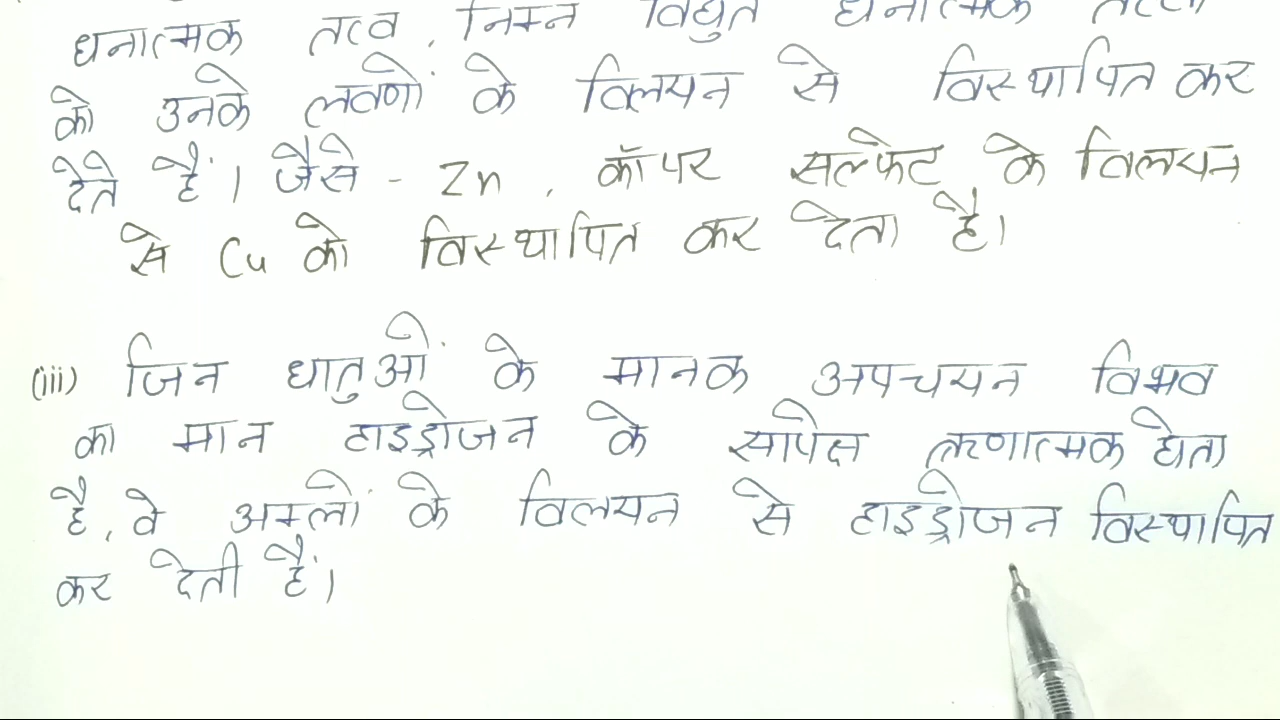 धनात्मक तत्व, निम्न विद्युत धनात्मक तत्वों
को उनके लवणों के विलयन से विस्थापित कर
देते हैं। जैसे - Zn, कॉपर सल्फेट के विलयन
से Cu को विस्थापित कर देता है।
(iii) जिन धातुओं के मानक अपचयन विभव
का मान हाइड्रोजन के सापेक्ष ऋणात्मक होता
है, वे अम्लों के विलयन से हाइड्रोजन विस्थापित
कर देती हैं।